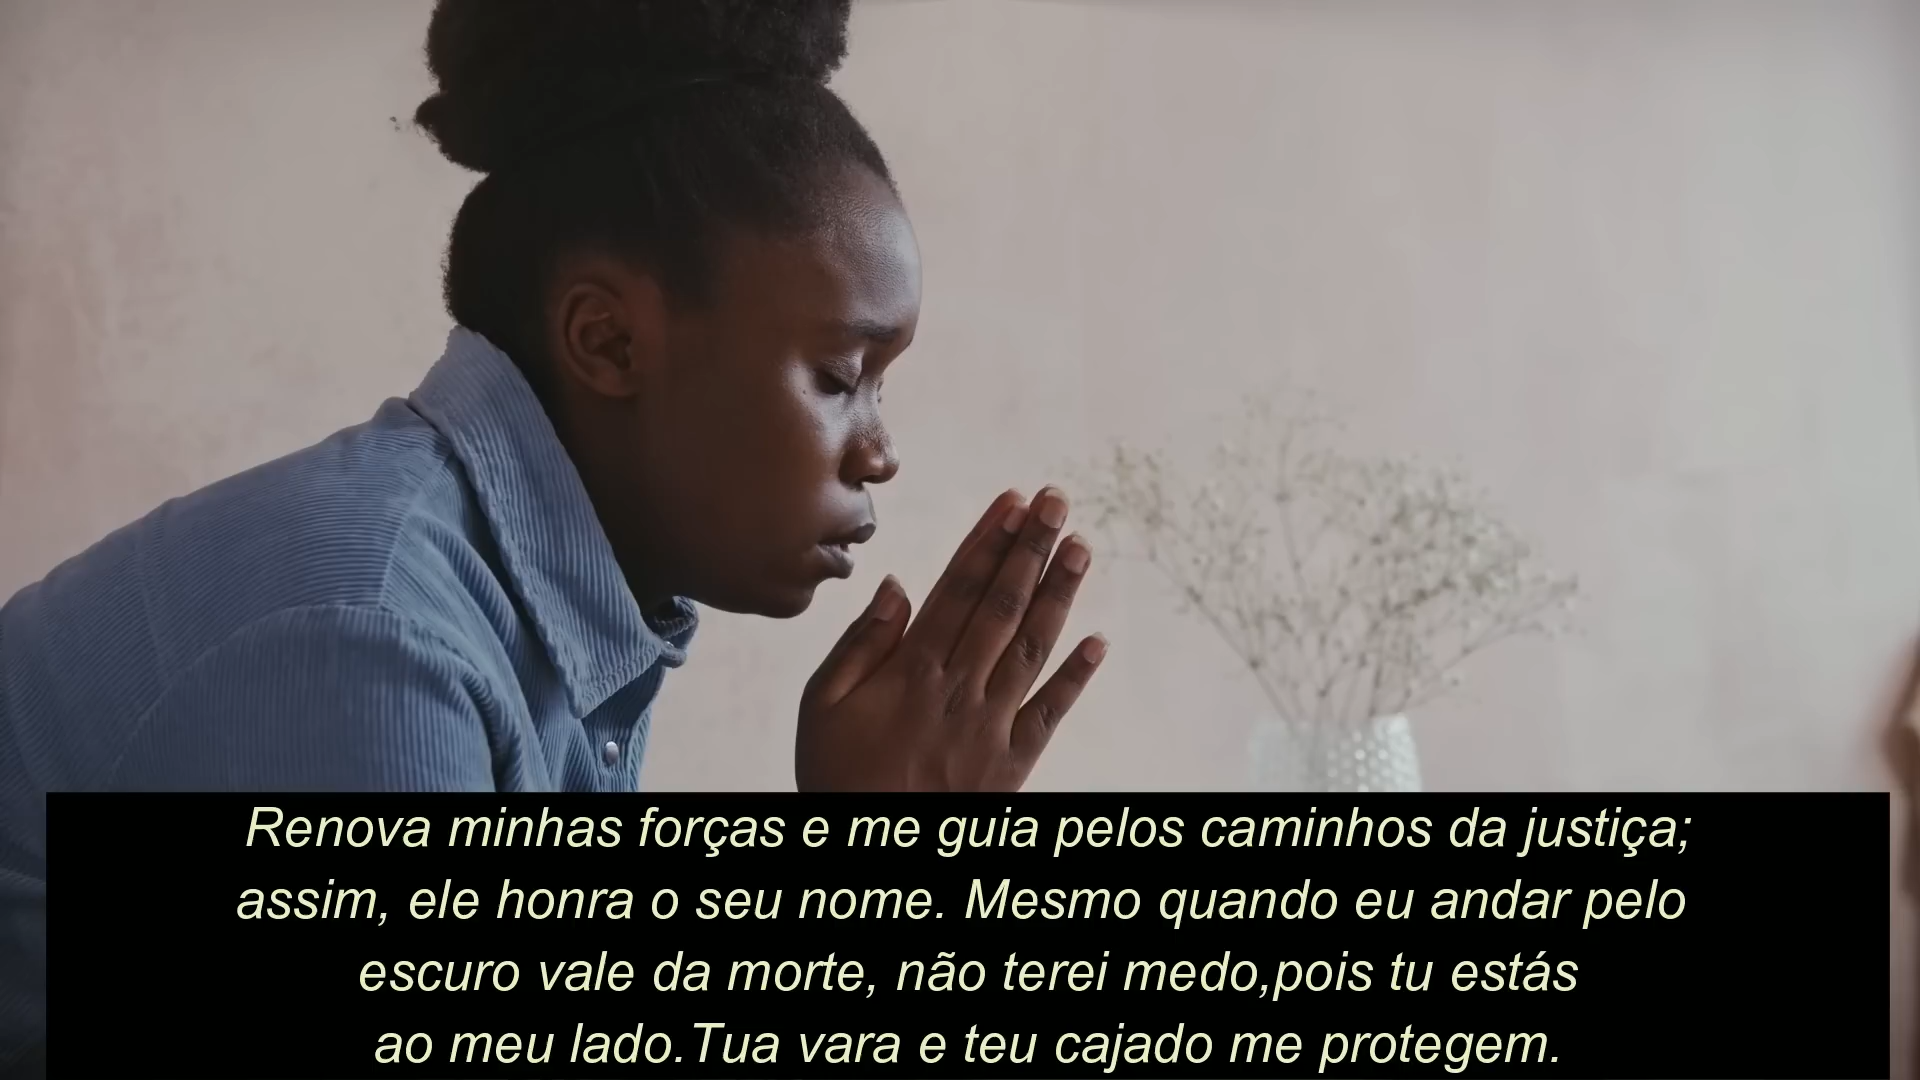 Renova minhas forças e me guia pelos caminhos da justiça;
assim, ele honra o seu nome. Mesmo quando eu andar pelo
escuro vale da morte, não terei medo,pois tu estás
ao meu lado.Tua vara e teu cajado me protegem.